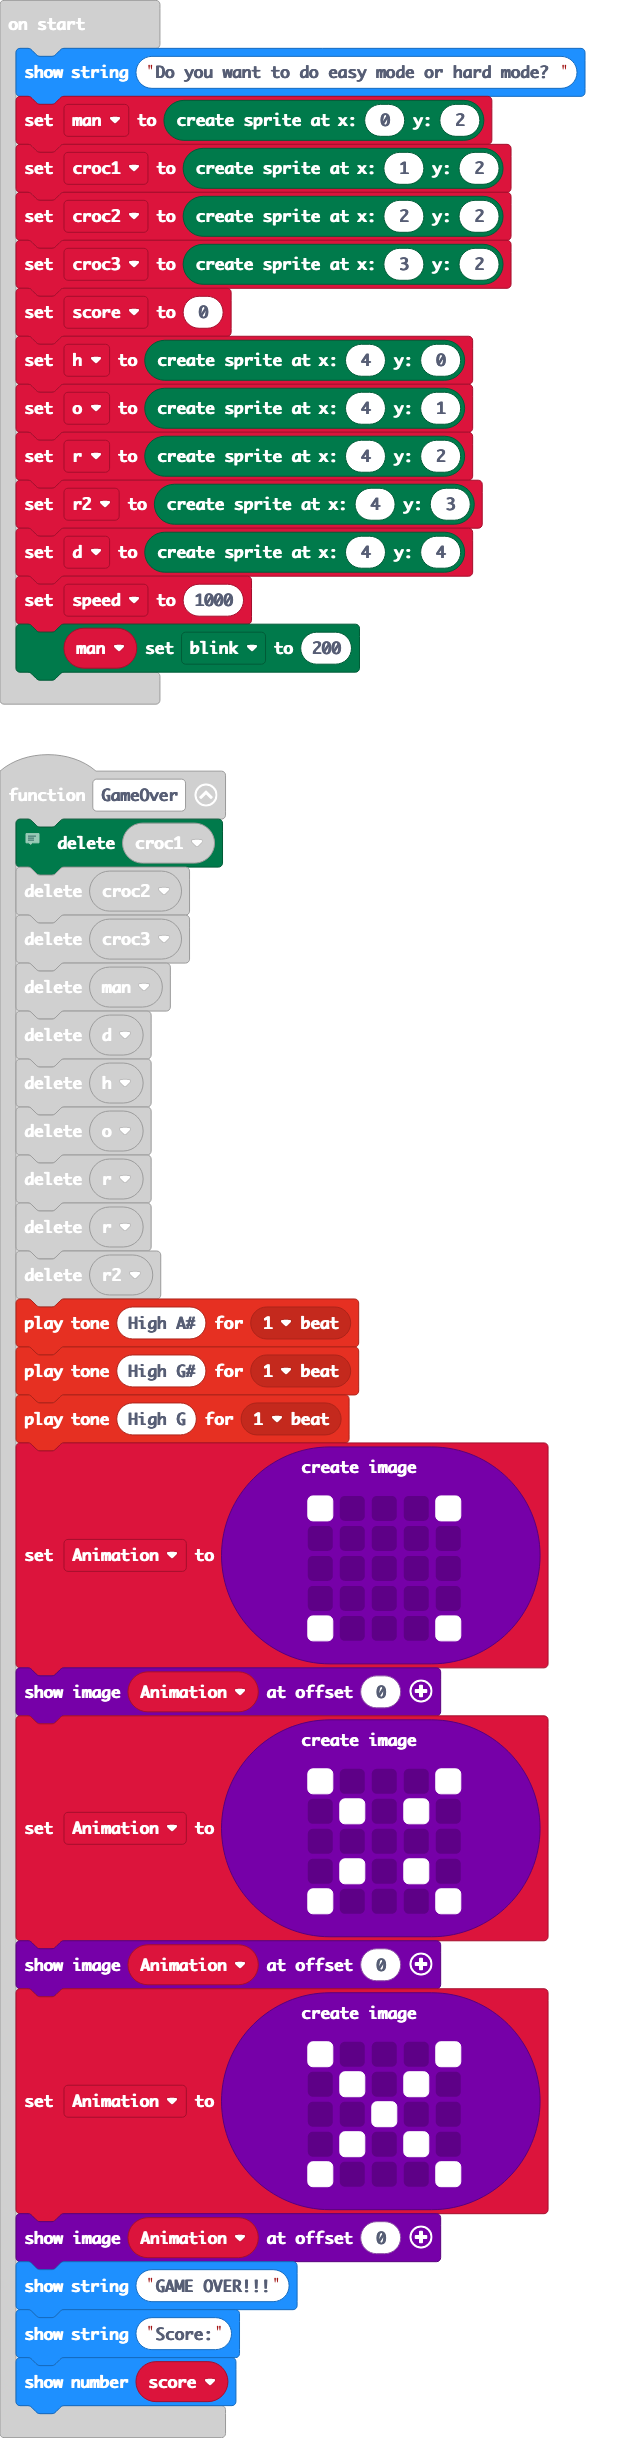 on start
show string "Do you want to do easy mode or hard mode? "
set man to create sprite at x: 0 y: 2
set croc1 to create sprite at x: 1 y: 2
set croc2 to create sprite at x: 2 y: 2
set croc3 to create sprite at x: 3 y: 2
set score to 0
set h to create sprite at x: 4 y: 0
set o to create sprite at x: 4 y: 1
set r to create sprite at x: 4 y: 2
set r2 to create sprite at x: 4 y: 3
set d to create sprite at x: 4 y: 4
set speed to 1000
man set blink to 200
function GameOver
delete croc1
delete croc2
delete croc3
delete man
delete d
delete h
delete o
delete r
delete r
delete r2
play tone High A# for 1 beat
play tone High G# for 1 beat
play tone High G for 1 beat
create image
set Animation to
show image Animation at offset 0
create image
set Animation to
show image Animation at offset 0
create image
set Animation to
show image Animation at offset 0
show string "GAME OVER!!!"
show string "Score:"
show number score